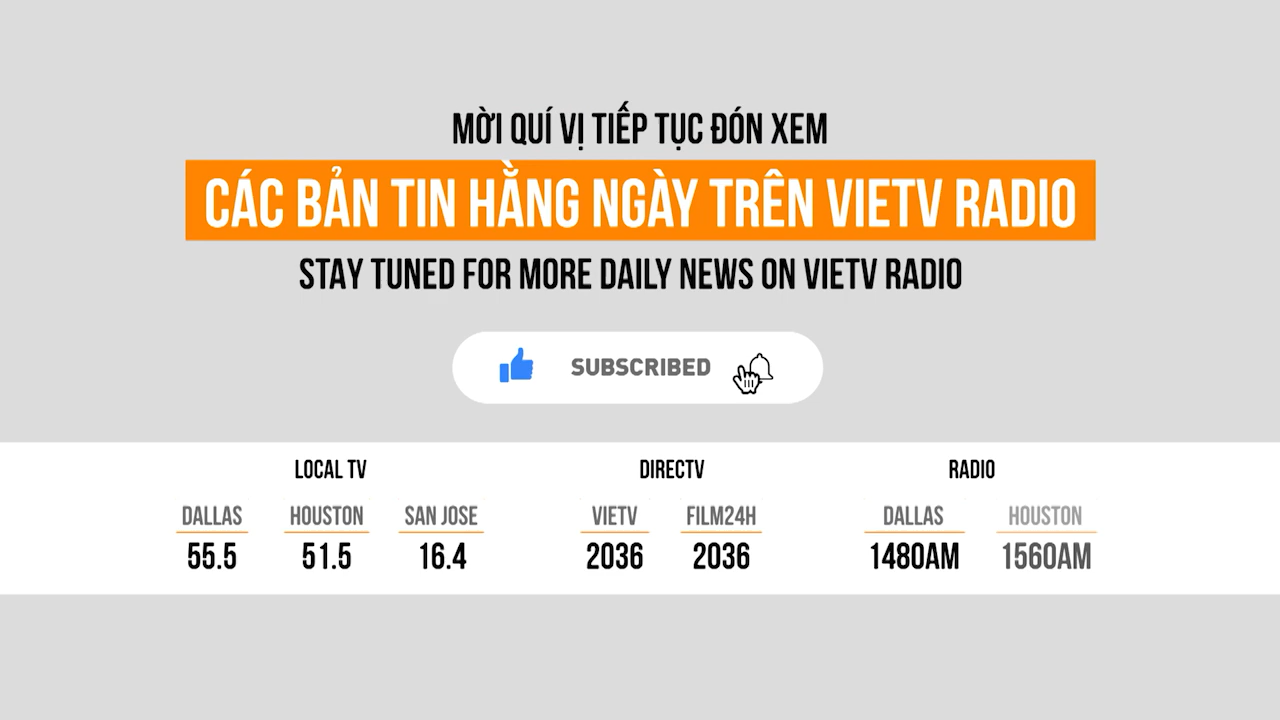 MỜI QUÍ VỊ TIẾP TỤC ĐÓN XEM
CÁC BẢN TIN HẰNG NGÀY TRÊN VIETV RADIO
STAY TUNED FOR MORE DAILY NEWS ON VIETV RADIO
SUBSCRIBED
LOCAL TV DIRECTV RADIO
DALLAS HOUSTON SAN JOSE VIETV FILM24H DALLAS HOUSTON
55.5 51.5 16.4 2036 2036 1480AM 1560AM